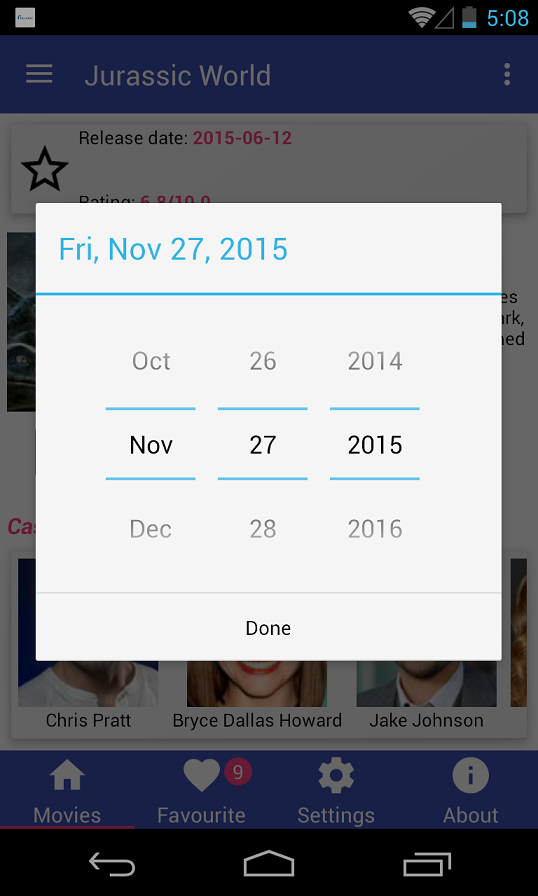 5:08
Jurassic World
Release date: 2015-06-12
Rating: 6.8/10.0
Fri, Nov 27, 2015
Oct 26 2014
Nov 27 2015
Dec 28 2016
Done
Chris Pratt Bryce Dallas Howard Jake Johnson
9
Movies Favourite Settings About